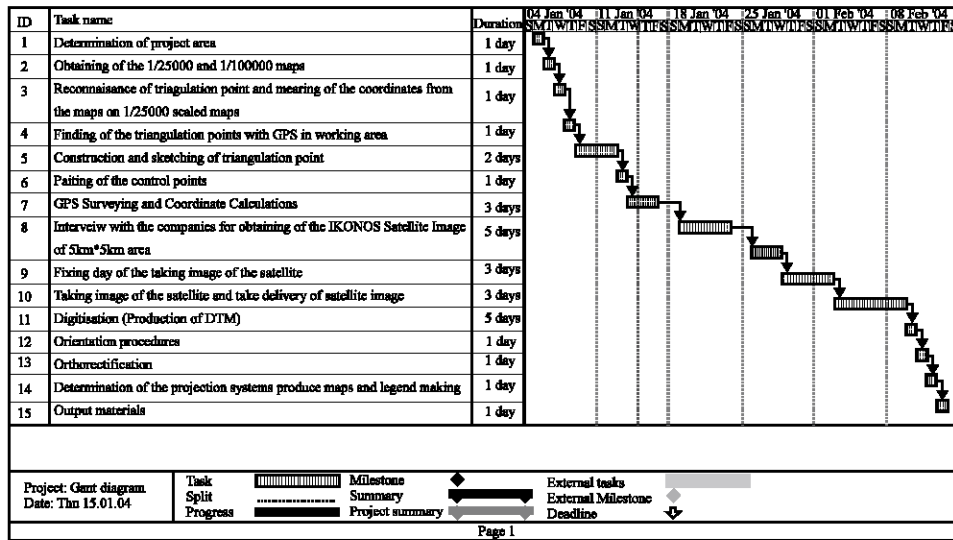 ID Task name Duration 04 Jan '04 11 Jan '04 18 Jan '04 25 Jan '04 01 Feb '04 08 Feb '04
S M T W T F S S M T W T F S S M T W T F S S M T W T F S S M T W T F S S M T W T F S
1 Determination of project area 1 day
2 Obtaining of the 1/25000 and 1/100000 maps 1 day
3 Reconnaisance of triagulation point and mearing of the coordinates from 1 day
the maps on 1/25000 scaled maps
4 Finding of the triangulation points with GPS in working area 1 day
5 Construction and sketching of triangulation point 2 days
6 Paiting of the control points 1 day
7 GPS Surveying and Coordinate Calculations 3 days
8 Interveiw with the companies for obtaining of the IKONOS Satellite Image 5 days
of 5km*5km area
9 Fixing day of the taking image of the satellite 3 days
10 Taking image of the satellite and take delivery of satellite image 3 days
11 Digitisation (Production of DTM) 5 days
12 Orientation procedures 1 day
13 Orthorectification 1 day
14 Determination of the projection systems produce maps and legend making 1 day
15 Output materials 1 day
Project: Gant diagram
Date: Thn 15.01.04
Task Milestone External tasks
Split Summary External Milestone
Progress Project summary Deadline
Page 1